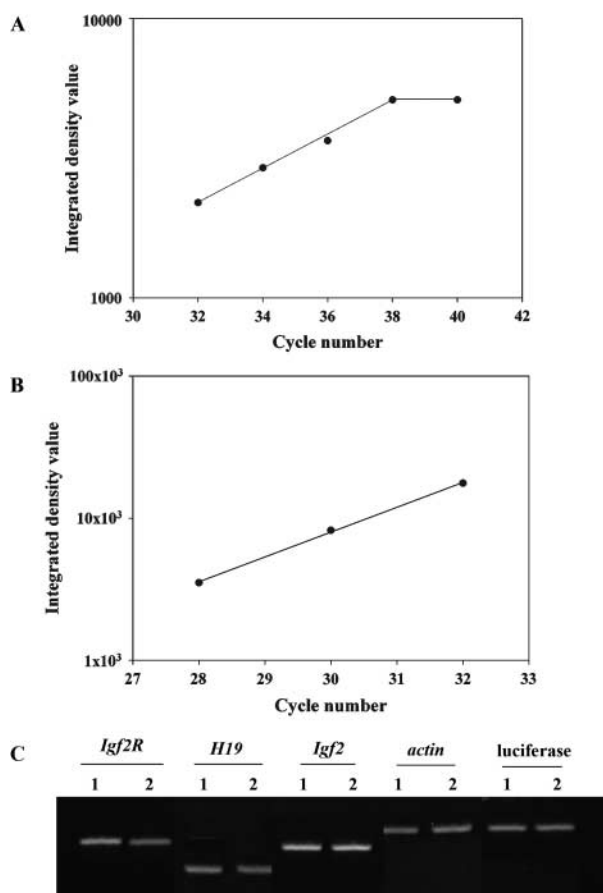 A
10000
Integrated density value
1000
30 32 34 36 38 40 42
Cycle number
B
100x10³
Integrated density value
10x10³
1x10³
27 28 29 30 31 32 33
Cycle number
C
Igf2R H19 Igf2 actin luciferase
1 2 1 2 1 2 1 2 1 2